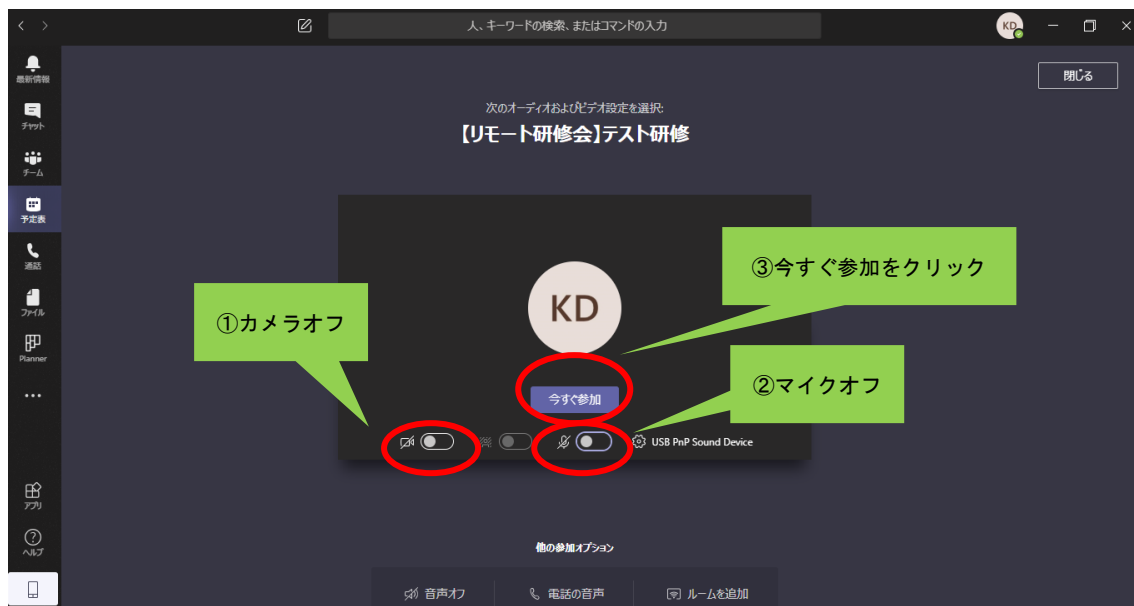 人、キーワードの検索、またはコマンドの入力
KD
最新情報
チャット
チーム
予定表
通話
ファイル
Planner
アプリ
ヘルプ
閉じる
次のオーディオおよびビデオ設定を選択:
【リモート研修会】テスト研修
③今すぐ参加をクリック
KD
①カメラオフ
②マイクオフ
今すぐ参加
USB PnP Sound Device
他の参加オプション
音声オフ
電話の音声
ルームを追加